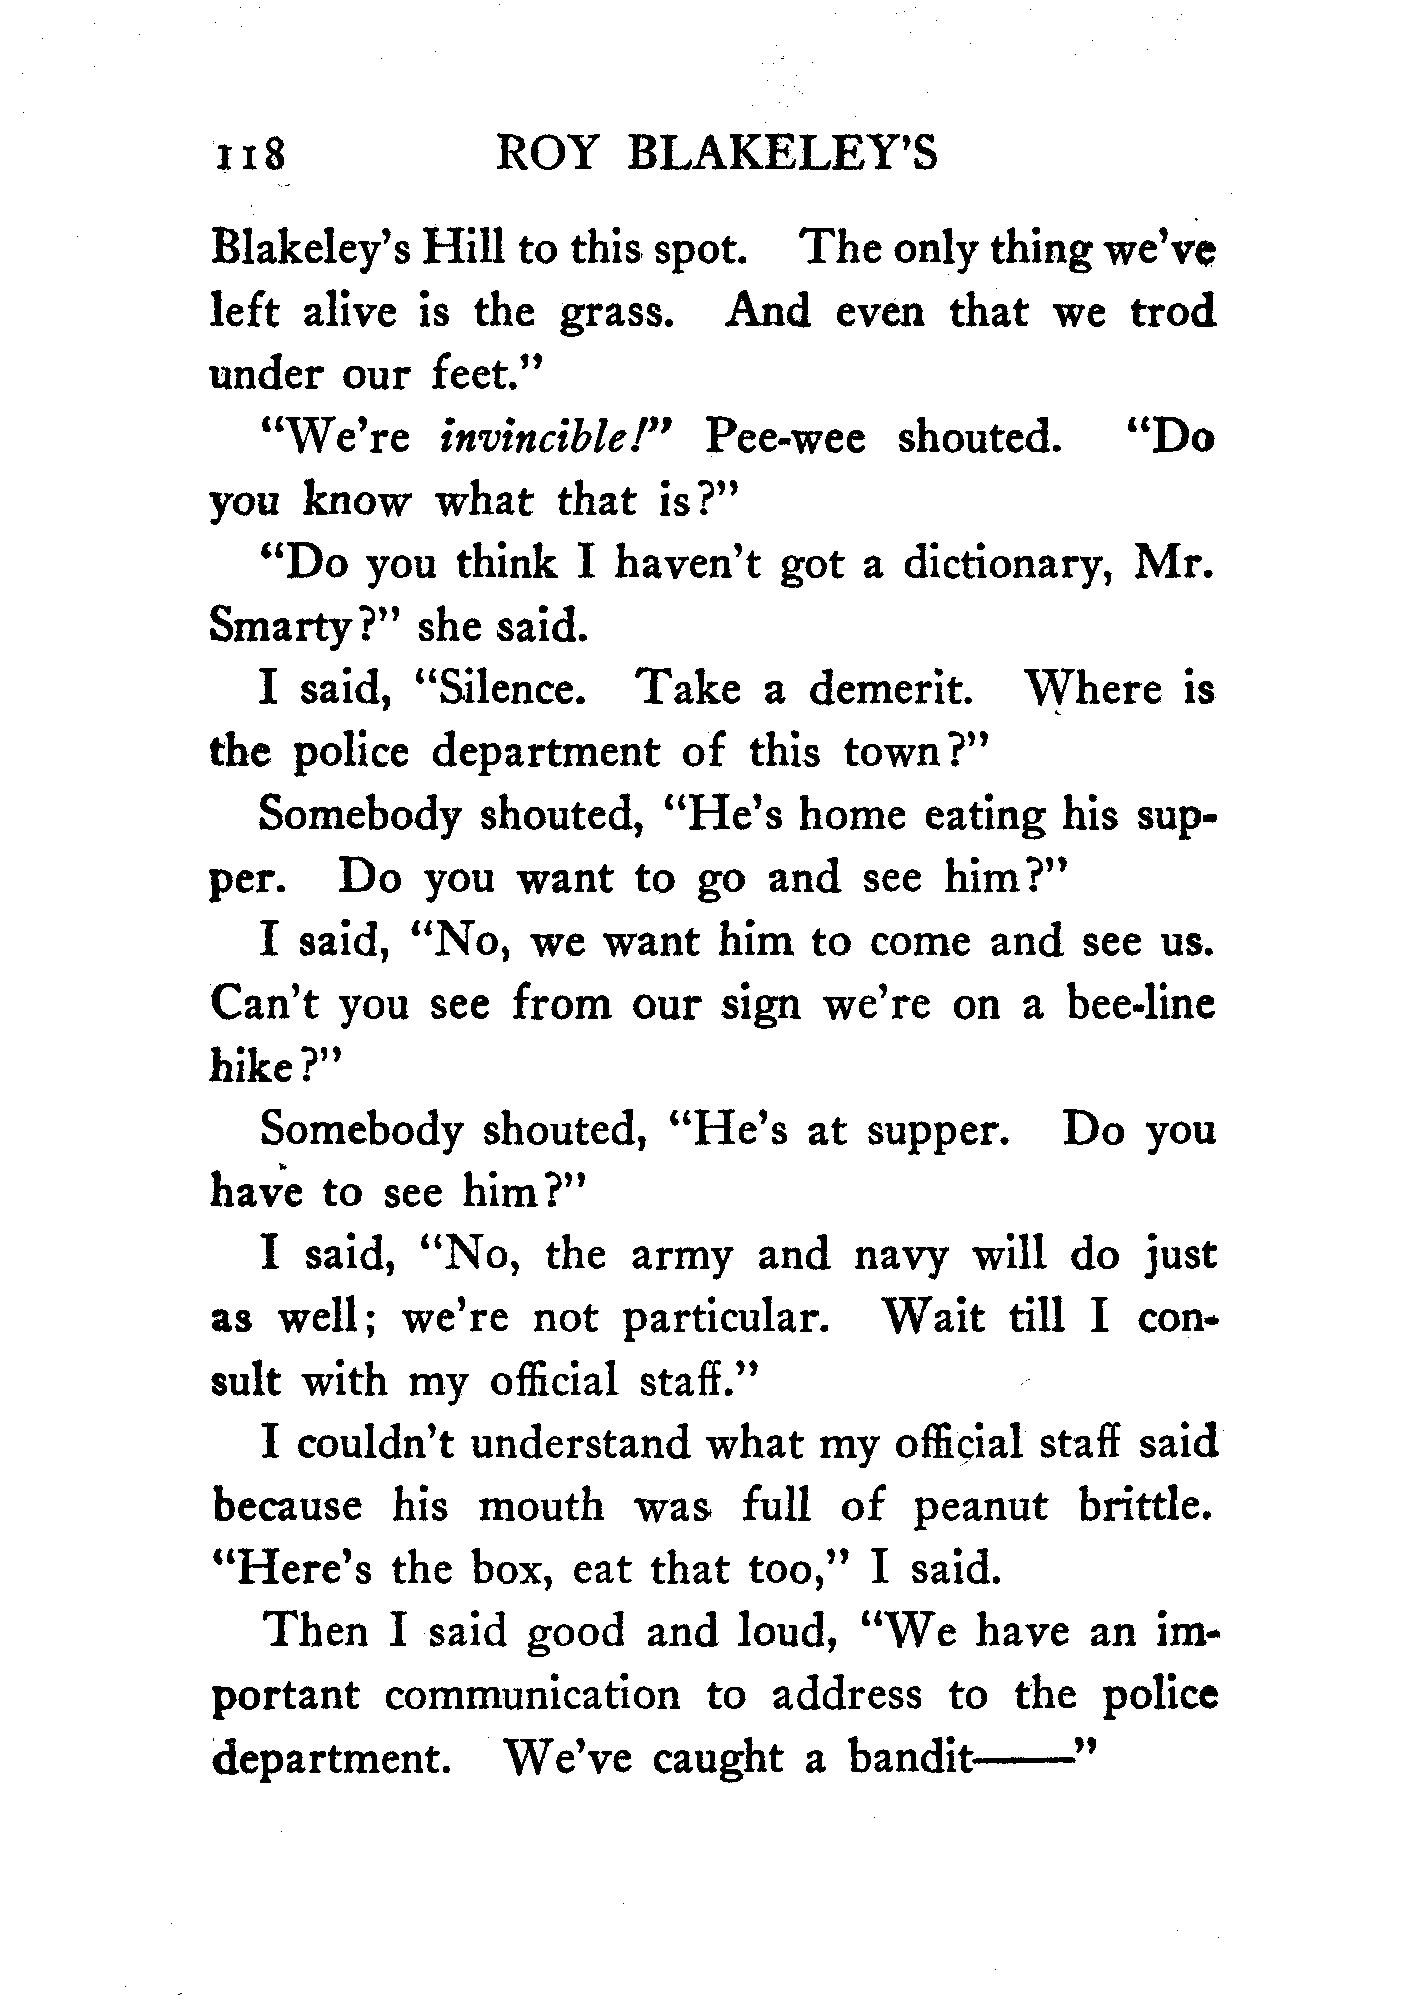 118 ROY BLAKELEY'S
Blakeley's Hill to this spot. The only thing we've
left alive is the grass. And even that we trod
under our feet."
"We're invincible!" Pee-wee shouted. "Do
you know what that is?"
"Do you think I haven't got a dictionary, Mr.
Smarty?" she said.
I said, "Silence. Take a demerit. Where is
the police department of this town?"
Somebody shouted, "He's home eating his sup-
per. Do you want to go and see him?"
I said, "No, we want him to come and see us.
Can't you see from our sign we're on a bee-line
hike?"
Somebody shouted, "He's at supper. Do you
have to see him?"
I said, "No, the army and navy will do just
as well; we're not particular. Wait till I con-
sult with my official staff."
I couldn't understand what my official staff said
because his mouth was full of peanut brittle.
"Here's the box, eat that too," I said.
Then I said good and loud, "We have an im-
portant communication to address to the police
department. We've caught a bandit——"